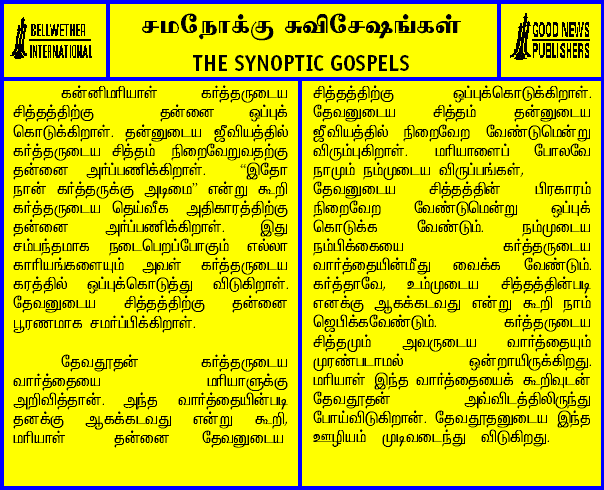 BELLWETHER
INTERNATIONAL
சமநோக்கு சுவிசேஷங்கள்
THE SYNOPTIC GOSPELS
GOOD NEWS
PUBLISHERS
கன்னிமரியாள் கர்த்தருடைய
சித்தத்திற்கு தன்னை ஒப்புக்
கொடுக்கிறாள். தன்னுடைய ஜீவியத்தில்
கர்த்தருடைய சித்தம் நிறைவேறுவதற்கு
தன்னை அர்ப்பணிக்கிறாள். “இதோ
நான் கர்த்தருக்கு அடிமை” என்று கூறி
கர்த்தருடைய தெய்வீக அதிகாரத்திற்கு
தன்னை அர்ப்பணிக்கிறாள். இது
சம்பந்தமாக நடைபெறப்போகும் எல்லா
காரியங்களையும் அவள் கர்த்தருடைய
கரத்தில் ஒப்புக்கொடுத்து விடுகிறாள்.
தேவனுடைய சித்தத்திற்கு தன்னை
பூரணமாக சமர்ப்பிக்கிறாள்.
தேவதூதன் கர்த்தருடைய
வார்த்தையை மரியாளுக்கு
அறிவித்தான். அந்த வார்த்தையின்படி
தனக்கு ஆகக்கடவது என்று கூறி,
மரியாள் தன்னை தேவனுடைய
சித்தத்திற்கு ஒப்புக்கொடுக்கிறாள்.
தேவனுடைய சித்தம் தன்னுடைய
ஜீவியத்தில் நிறைவேற வேண்டுமென்று
விரும்புகிறாள். மரியாளைப் போலவே
நாமும் நம்முடைய விருப்பங்கள்,
தேவனுடைய சித்தத்தின் பிரகாரம்
நிறைவேற வேண்டுமென்று ஒப்புக்
கொடுக்க வேண்டும். நம்முடைய
நம்பிக்கையை கர்த்தருடைய
வார்த்தையின்மீது வைக்க வேண்டும்.
கர்த்தாவே, உம்முடைய சித்தத்தின்படி
எனக்கு ஆகக்கடவது என்று கூறி நாம்
ஜெபிக்கவேண்டும். கர்த்தருடைய
சித்தமும் அவருடைய வார்த்தையும்
முரண்படாமல் ஒன்றாயிருக்கிறது.
மரியாள் இந்த வார்த்தையைக் கூறிவுடன்
தேவதூதன் அவ்விடத்திலிருந்து
போய்விடுகிறான். தேவதூதனுடைய இந்த
ஊழியம் முடிவடைந்து விடுகிறது.